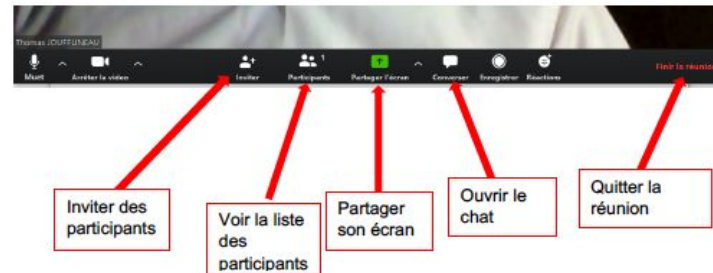 Thomas JOUFFLINEAU
1
Muet Arrêter la vidéo Inviter Participants Partager l'écran Converser Enregistrer Réactions Finir la réunion
Inviter des
participants
Voir la liste
des
participants
Partager
son écran
Ouvrir le
chat
Quitter la
réunion